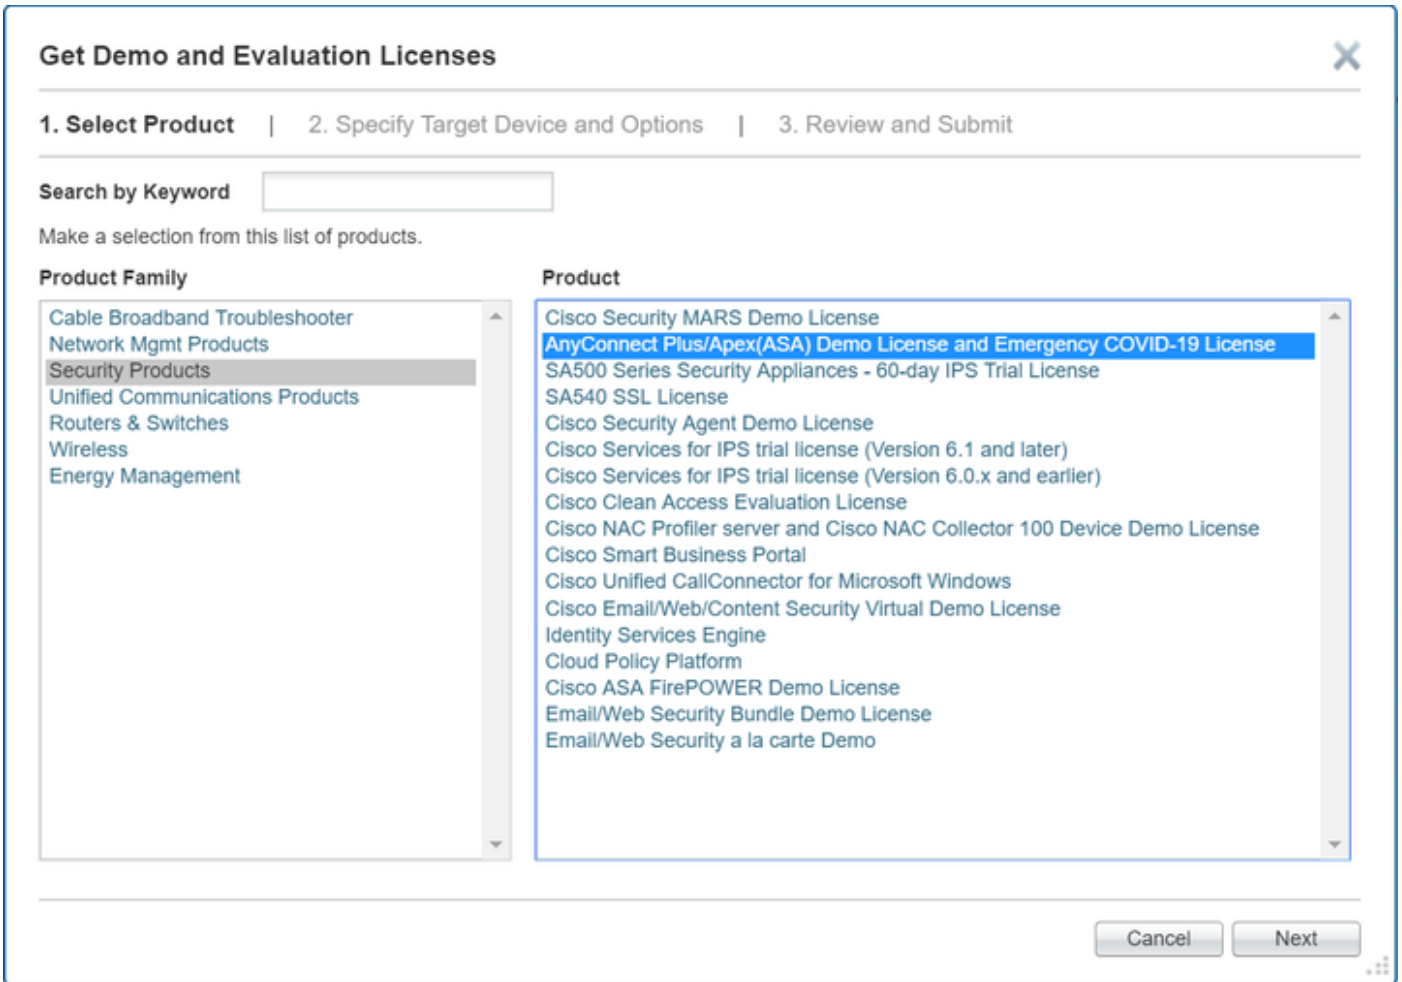 Get Demo and Evaluation Licenses
1. Select Product | 2. Specify Target Device and Options | 3. Review and Submit
Search by Keyword
Make a selection from this list of products.
Product Family
Cable Broadband Troubleshooter
Network Mgmt Products
Security Products
Unified Communications Products
Routers & Switches
Wireless
Energy Management
Product
Cisco Security MARS Demo License
AnyConnect Plus/Apex(ASA) Demo License and Emergency COVID-19 License
SA500 Series Security Appliances - 60-day IPS Trial License
SA540 SSL License
Cisco Security Agent Demo License
Cisco Services for IPS trial license (Version 6.1 and later)
Cisco Services for IPS trial license (Version 6.0.x and earlier)
Cisco Clean Access Evaluation License
Cisco NAC Profiler server and Cisco NAC Collector 100 Device Demo License
Cisco Smart Business Portal
Cisco Unified CallConnector for Microsoft Windows
Cisco Email/Web/Content Security Virtual Demo License
Identity Services Engine
Cloud Policy Platform
Cisco ASA FirePOWER Demo License
Email/Web Security Bundle Demo License
Email/Web Security a la carte Demo
Cancel Next